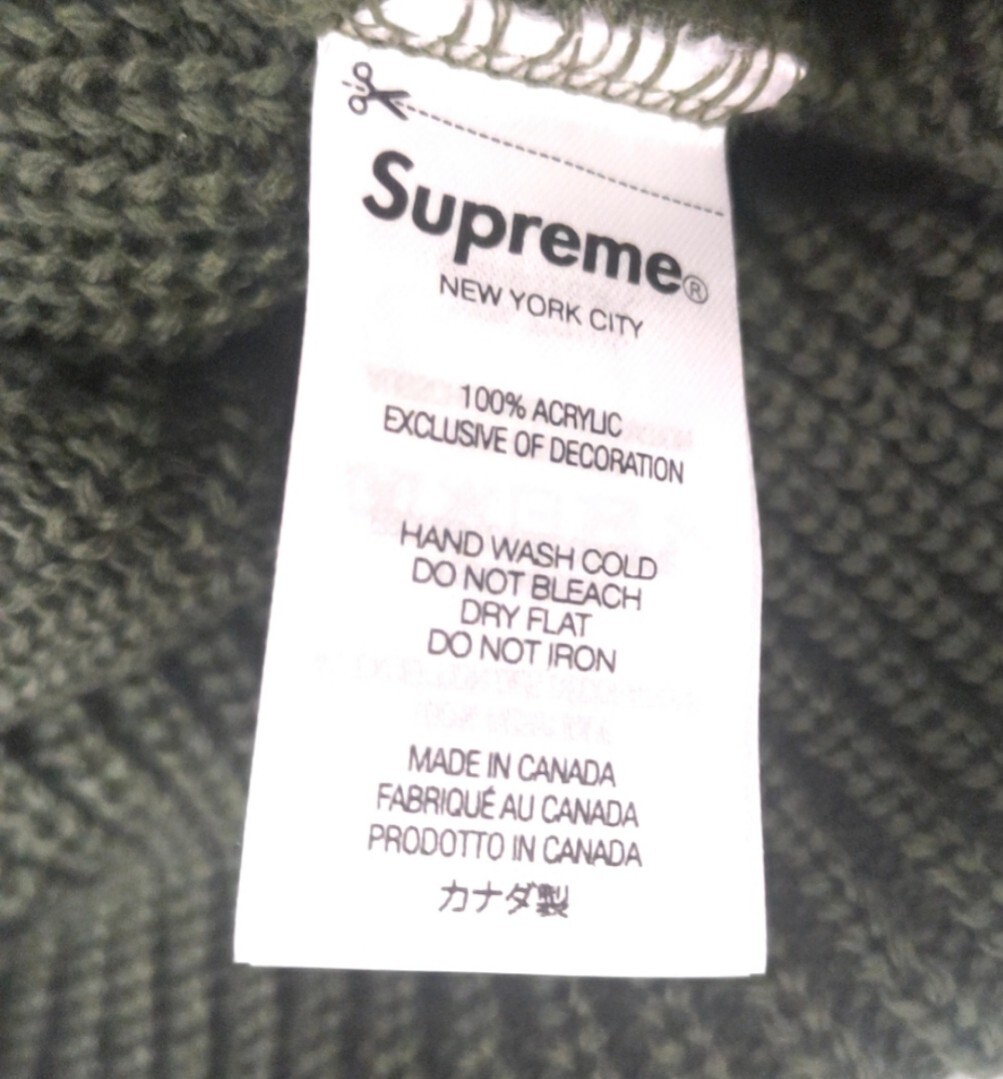 Supreme®
NEW YORK CITY
100% ACRYLIC
EXCLUSIVE OF DECORATION
HAND WASH COLD
DO NOT BLEACH
DRY FLAT
DO NOT IRON
MADE IN CANADA
FABRIQUÉ AU CANADA
PRODOTTO IN CANADA
カナダ製